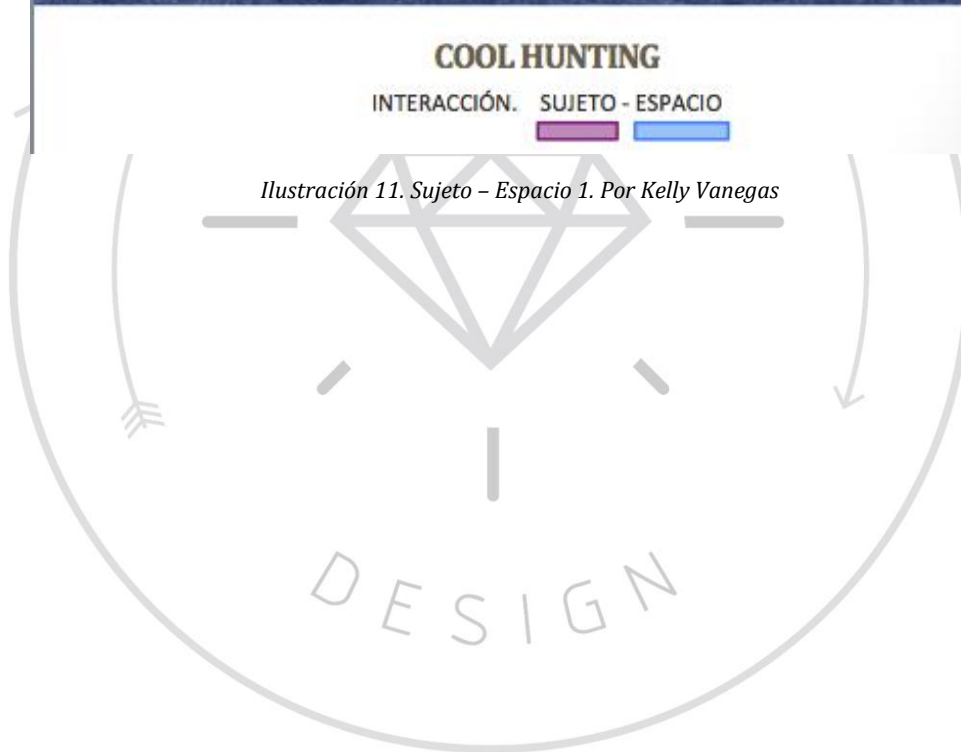 COOL HUNTING
INTERACCIÓN. SUJETO - ESPACIO
Ilustración 11. Sujeto – Espacio 1. Por Kelly Vanegas
DESIGN